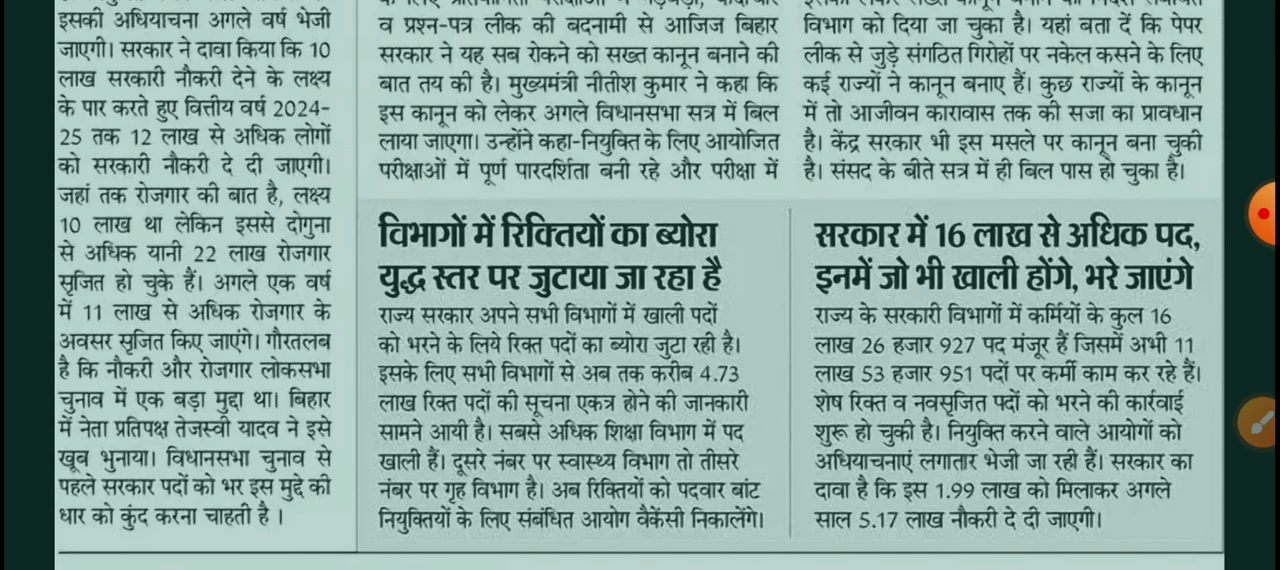 इसकी अधियाचना अगले वर्ष भेजी
जाएगी। सरकार ने दावा किया कि 10
लाख सरकारी नौकरी देने के लक्ष्य
के पार करते हुए वित्तीय वर्ष 2024-
25 तक 12 लाख से अधिक लोगों
को सरकारी नौकरी दे दी जाएगी।
जहां तक रोजगार की बात है, लक्ष्य
10 लाख था लेकिन इससे दोगुना
से अधिक यानी 22 लाख रोजगार
सृजित हो चुके हैं। अगले एक वर्ष
में 11 लाख से अधिक रोजगार के
अवसर सृजित किए जाएंगे। गौरतलब
है कि नौकरी और रोजगार लोकसभा
चुनाव में एक बड़ा मुद्दा था। बिहार
में नेता प्रतिपक्ष तेजस्वी यादव ने इसे
खूब भुनाया। विधानसभा चुनाव से
पहले सरकार पदों को भर इस मुद्दे की
धार को कुंद करना चाहती है ।
व प्रश्न-पत्र लीक की बदनामी से आजिज बिहार
सरकार ने यह सब रोकने को सख्त कानून बनाने की
बात तय की है। मुख्यमंत्री नीतीश कुमार ने कहा कि
इस कानून को लेकर अगले विधानसभा सत्र में बिल
लाया जाएगा। उन्होंने कहा-नियुक्ति के लिए आयोजित
परीक्षाओं में पूर्ण पारदर्शिता बनी रहे और परीक्षा में
विभाग को दिया जा चुका है। यहां बता दें कि पेपर
लीक से जुड़े संगठित गिरोहों पर नकेल कसने के लिए
कई राज्यों ने कानून बनाए हैं। कुछ राज्यों के कानून
में तो आजीवन कारावास तक की सजा का प्रावधान
है। केंद्र सरकार भी इस मसले पर कानून बना चुकी
है। संसद के बीते सत्र में ही बिल पास हो चुका है।
विभागों में रिक्तियों का ब्योरा
युद्ध स्तर पर जुटाया जा रहा है
राज्य सरकार अपने सभी विभागों में खाली पदों
को भरने के लिये रिक्त पदों का ब्योरा जुटा रही है।
इसके लिए सभी विभागों से अब तक करीब 4.73
लाख रिक्त पदों की सूचना एकत्र होने की जानकारी
सामने आयी है। सबसे अधिक शिक्षा विभाग में पद
खाली हैं। दूसरे नंबर पर स्वास्थ्य विभाग तो तीसरे
नंबर पर गृह विभाग है। अब रिक्तियों को पदवार बांट
नियुक्तियों के लिए संबंधित आयोग वैकेंसी निकालेंगे।
सरकार में 16 लाख से अधिक पद,
इनमें जो भी खाली होंगे, भरे जाएंगे
राज्य के सरकारी विभागों में कर्मियों के कुल 16
लाख 26 हजार 927 पद मंजूर हैं जिसमें अभी 11
लाख 53 हजार 951 पदों पर कर्मी काम कर रहे हैं।
शेष रिक्त व नवसृजित पदों को भरने की कार्रवाई
शुरू हो चुकी है। नियुक्ति करने वाले आयोगों को
अधियाचनाएं लगातार भेजी जा रही हैं। सरकार का
दावा है कि इस 1.99 लाख को मिलाकर अगले
साल 5.17 लाख नौकरी दे दी जाएगी।